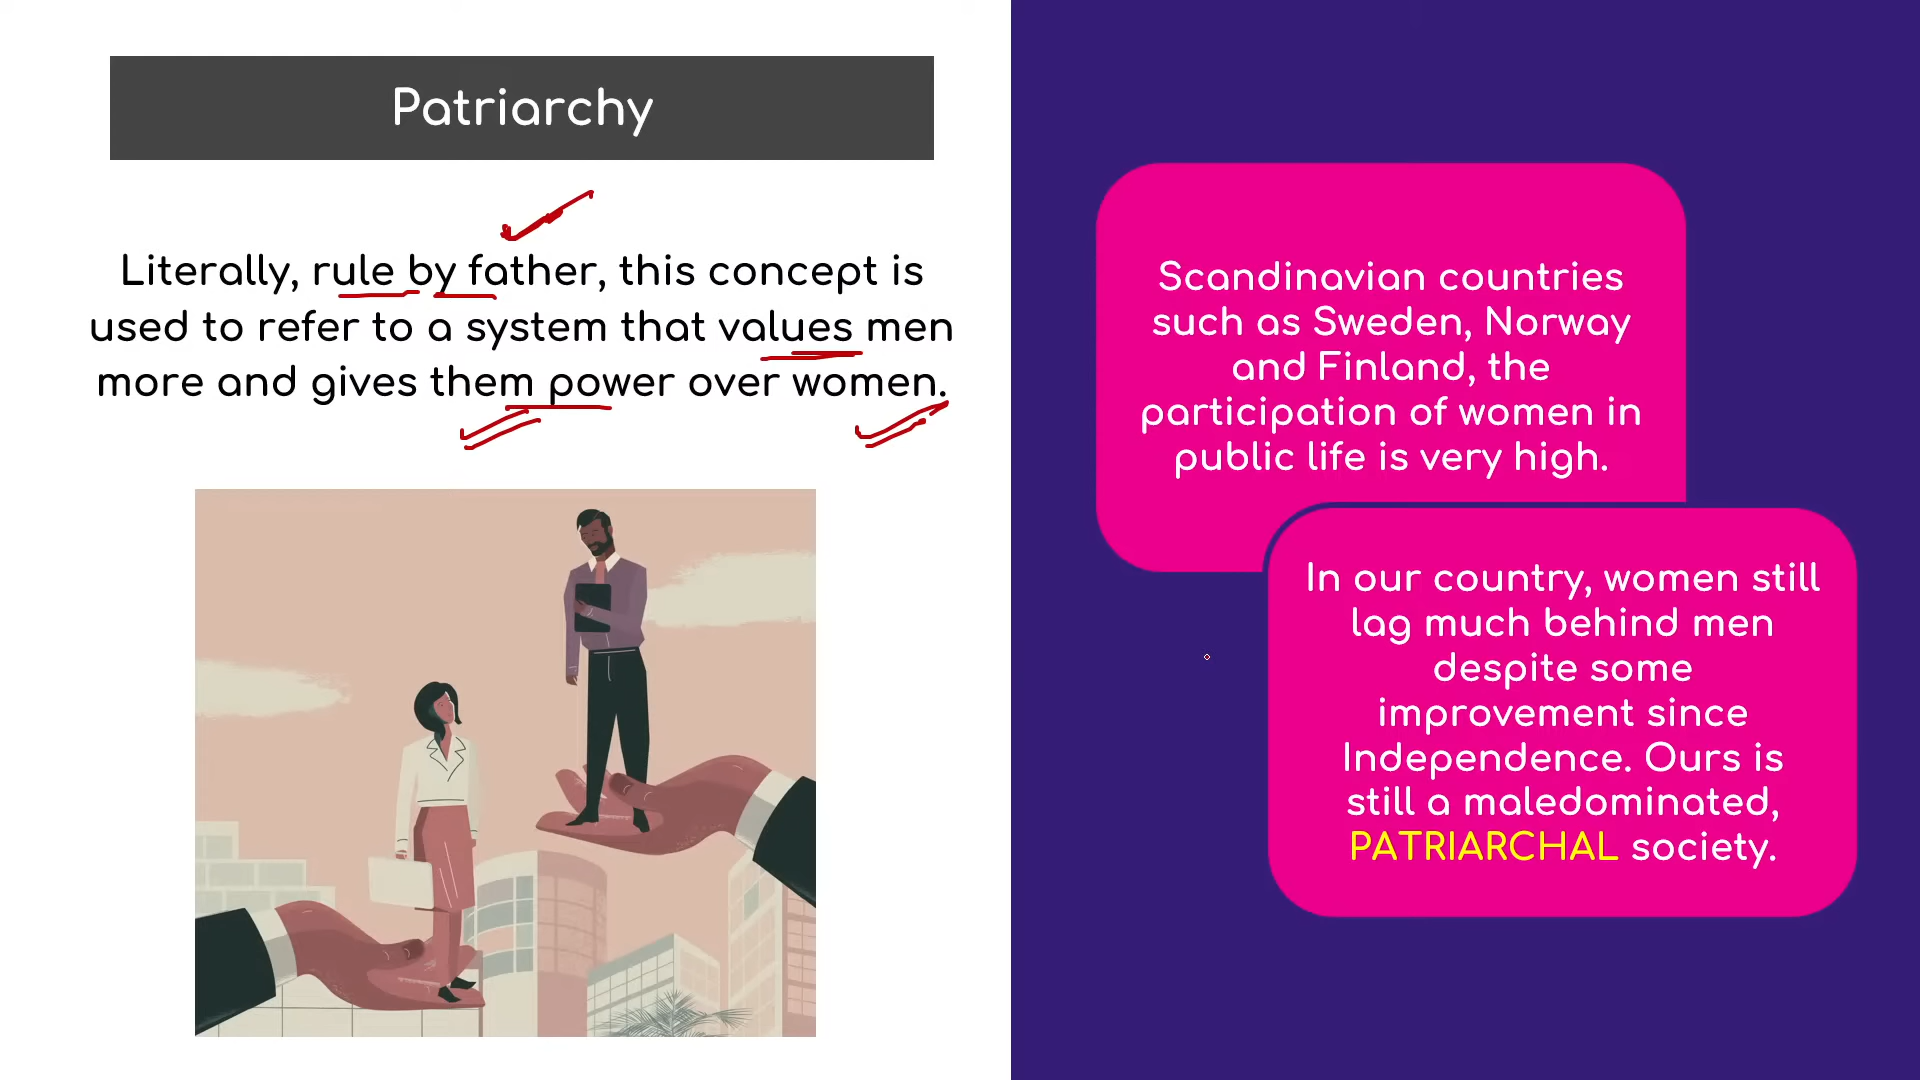 Patriarchy
Literally, rule by father, this concept is
used to refer to a system that values men
more and gives them power over women.
Scandinavian countries
such as Sweden, Norway
and Finland, the
participation of women in
public life is very high.
In our country, women still
lag much behind men
despite some
improvement since
Independence. Ours is
still a maledominated,
PATRIARCHAL society.